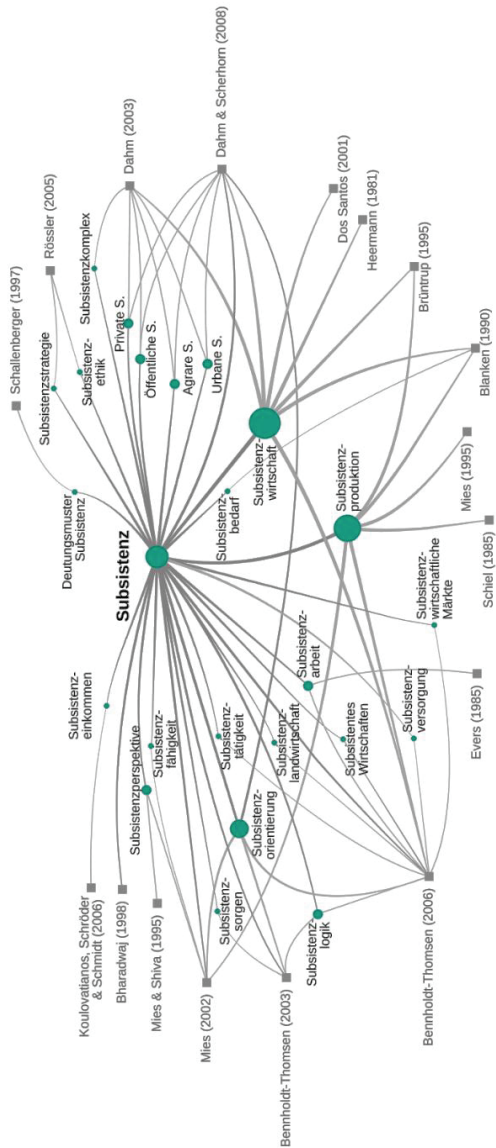 Schallenberger (1997)
Rössler (2005)
Dahm (2003)
Dahm & Scherhorn (2008)
Dos Santos (2001)
Heermann (1981)
Brüntrup (1995)
Blanken (1990)
Mies (1995)
Schiel (1985)
Evers (1985)
Bennholdt-Thomsen (2006)
Bennholdt-Thomsen (2003)
Mies (2002)
Mies & Shiva (1995)
Bharadwaj (1998)
Koulovatianos, Schröder
& Schmidt (2006)
Subsistenz
Deutungsmuster
Subsistenz
Subsistenzstrategie
Subsistenz-
ethik
Subsistenzkomplex
Private S.
Öffentliche S.
Agrare S.
Urbane S.
Subsistenz-
wirtschaft
Subsistenz-
bedarf
Subsistenz-
produktion
Subsistenz-
wirtschaftliche
Märkte
Subsistenz-
arbeit
Subsistenz-
versorgung
Subsistentes
Wirtschaften
Subsistenz-
landwirtschaft
Subsistenz-
tätigkeit
Subsistenz-
orientierung
Subsistenz-
logik
Subsistenz-
sorgen
Subsistenz-
fähigkeit
Subsistenzperspektive
Subsistenz-
einkommen